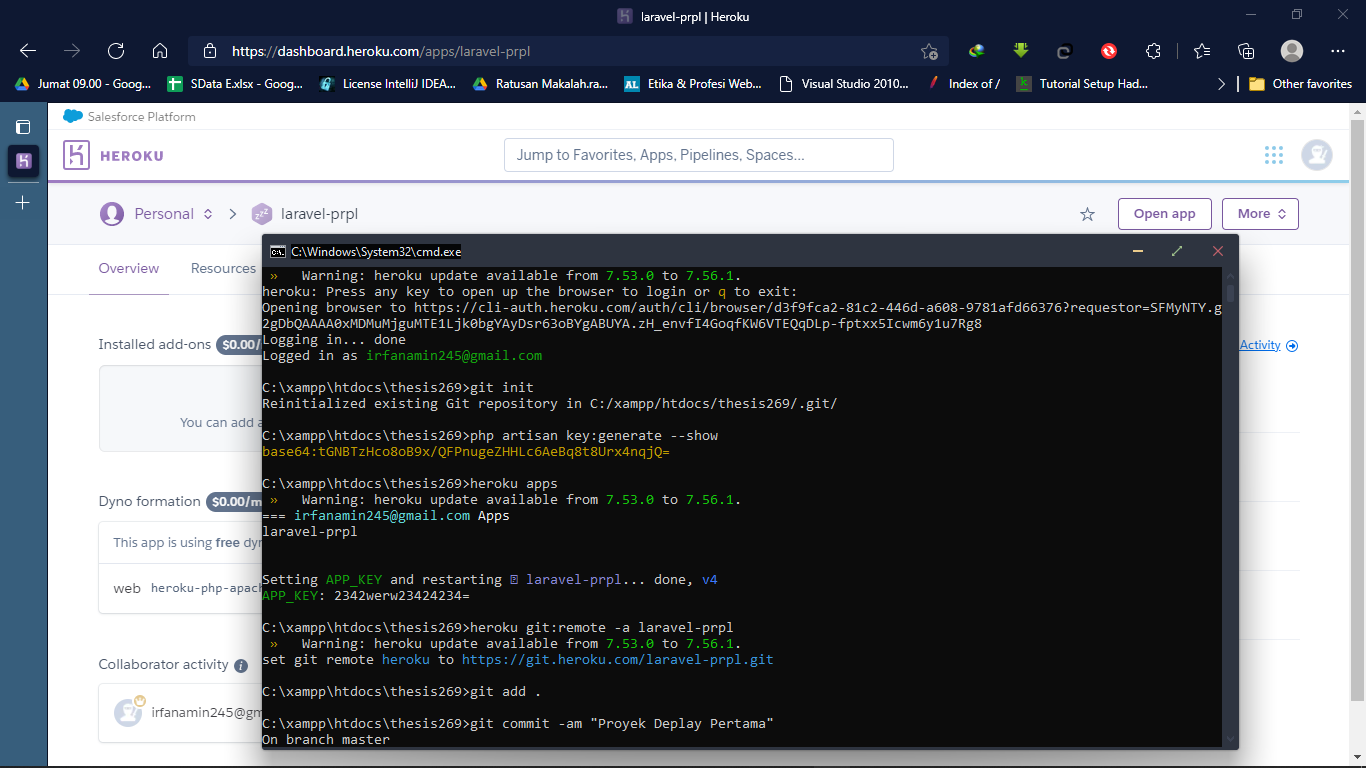 laravel-prpl | Heroku
https://dashboard.heroku.com/apps/laravel-prpl
Jumat 09.00 - Goog...
SData E.xlsx - Goog...
License IntelliJ IDEA...
Ratusan Makalah.ra...
AL
Etika & Profesi Web...
Visual Studio 2010...
Index of /
Tutorial Setup Had...
Other favorites
Salesforce Platform
HEROKU
Jump to Favorites, Apps, Pipelines, Spaces...
Personal
laravel-prpl
Open app
More
Overview
Resources
C:\Windows\System32\cmd.exe
»   Warning: heroku update available from 7.53.0 to 7.56.1.
heroku: Press any key to open up the browser to login or q to exit:
Opening browser to https://cli-auth.heroku.com/auth/cli/browser/d3f9fca2-81c2-446d-a608-9781afd66376?requestor=SFMyNTY.g
2gDbQAAAA0xMDMuMjguMTE1Ljk0bgYAyDsr63oBYgABUYA.zH_envfI4GoqfKW6VTEQqDLp-fptxx5Icwm6y1u7Rg8
Logging in... done
Logged in as irfanamin245@gmail.com
C:\xampp\htdocs\thesis269>git init
Reinitialized existing Git repository in C:/xampp/htdocs/thesis269/.git/
C:\xampp\htdocs\thesis269>php artisan key:generate --show
base64:tGNBTzHco8oB9x/QFPnugeZHHLc6AeBq8t8Urx4nqjQ=
C:\xampp\htdocs\thesis269>heroku apps
»   Warning: heroku update available from 7.53.0 to 7.56.1.
=== irfanamin245@gmail.com Apps
laravel-prpl
Setting APP_KEY and restarting laravel-prpl... done, v4
APP_KEY: 2342werw23424234=
C:\xampp\htdocs\thesis269>heroku git:remote -a laravel-prpl
»   Warning: heroku update available from 7.53.0 to 7.56.1.
set git remote heroku to https://git.heroku.com/laravel-prpl.git
C:\xampp\htdocs\thesis269>git add .
C:\xampp\htdocs\thesis269>git commit -am "Proyek Deplay Pertama"
On branch master
Installed add-ons $0.00/
Activity
You can add a
Dyno formation $0.00/m
This app is using free dy
web heroku-php-apac
Collaborator activity
irfanamin245@gm